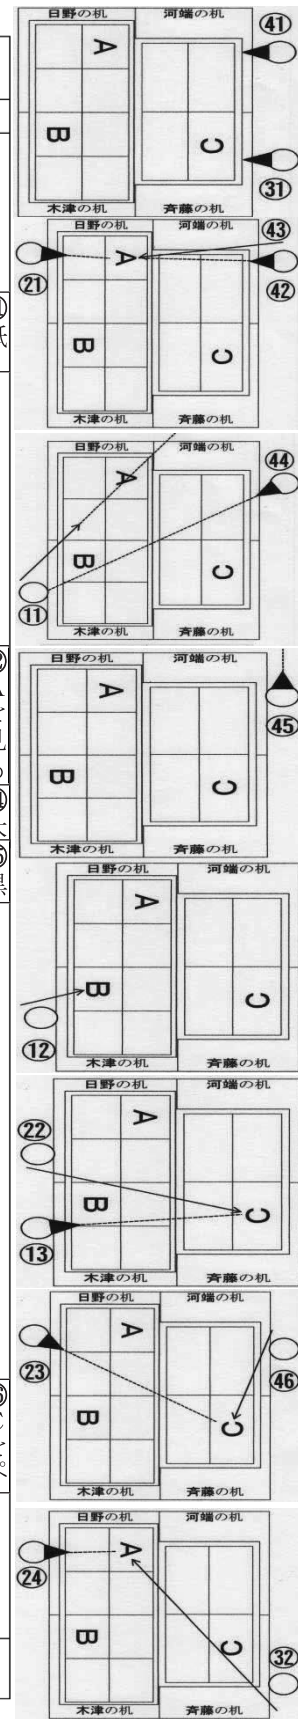 日野の机 河端の机
㊶
A
B
C
㉛
木津の机 斉藤の机
日野の机 河端の机
㊸
A
㉑
㊷
B
C
木津の机 斉藤の机
日野の机 河端の机
㊹
A
B
C
⑪
木津の机 斉藤の机
日野の机 河端の机
A
㊺
B
C
木津の机 斉藤の机
日野の机 河端の机
A
B
C
⑫
木津の机 斉藤の机
日野の机 河端の机
㉒
A
B
C
⑬
木津の机 斉藤の机
日野の机 河端の机
A
㉓
㊻
B
C
木津の机 斉藤の机
日野の机 河端の机
A
㉔
B
C
㉜
木津の机 斉藤の机